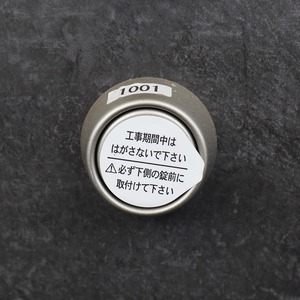 1001
工事期間中は
はがさないで下さい
⚠必ず下側の錠前に
取付けて下さい